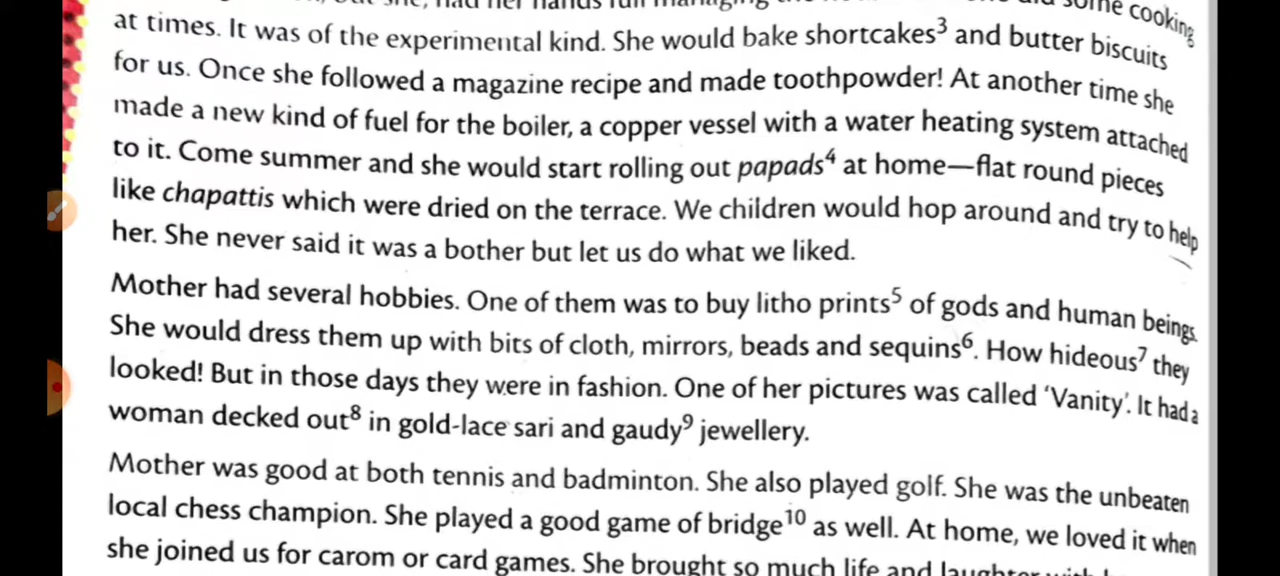 had her hands full managing the
some cooking
at times. It was of the experimental kind. She would bake shortcakes³ and butter biscuits
for us. Once she followed a magazine recipe and made toothpowder! At another time she
made a new kind of fuel for the boiler, a copper vessel with a water heating system attached
to it. Come summer and she would start rolling out papads⁴ at home—flat round pieces
like chapattis which were dried on the terrace. We children would hop around and try to help
her. She never said it was a bother but let us do what we liked.
Mother had several hobbies. One of them was to buy litho prints⁵ of gods and human beings.
She would dress them up with bits of cloth, mirrors, beads and sequins⁶. How hideous⁷ they
looked! But in those days they were in fashion. One of her pictures was called ‘Vanity’. It had a
woman decked out⁸ in gold-lace sari and gaudy⁹ jewellery.
Mother was good at both tennis and badminton. She also played golf. She was the unbeaten
local chess champion. She played a good game of bridge¹⁰ as well. At home, we loved it when
she joined us for carom or card games. She brought so much life and laughter